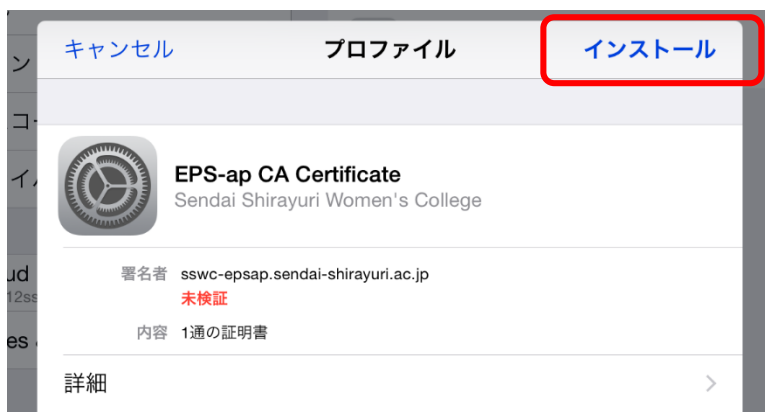 キャンセル プロファイル インストール
EPS-ap CA Certificate
Sendai Shirayuri Women's College
署名者 sswc-epsap.sendai-shirayuri.ac.jp
未検証
内容 1通の証明書
詳細